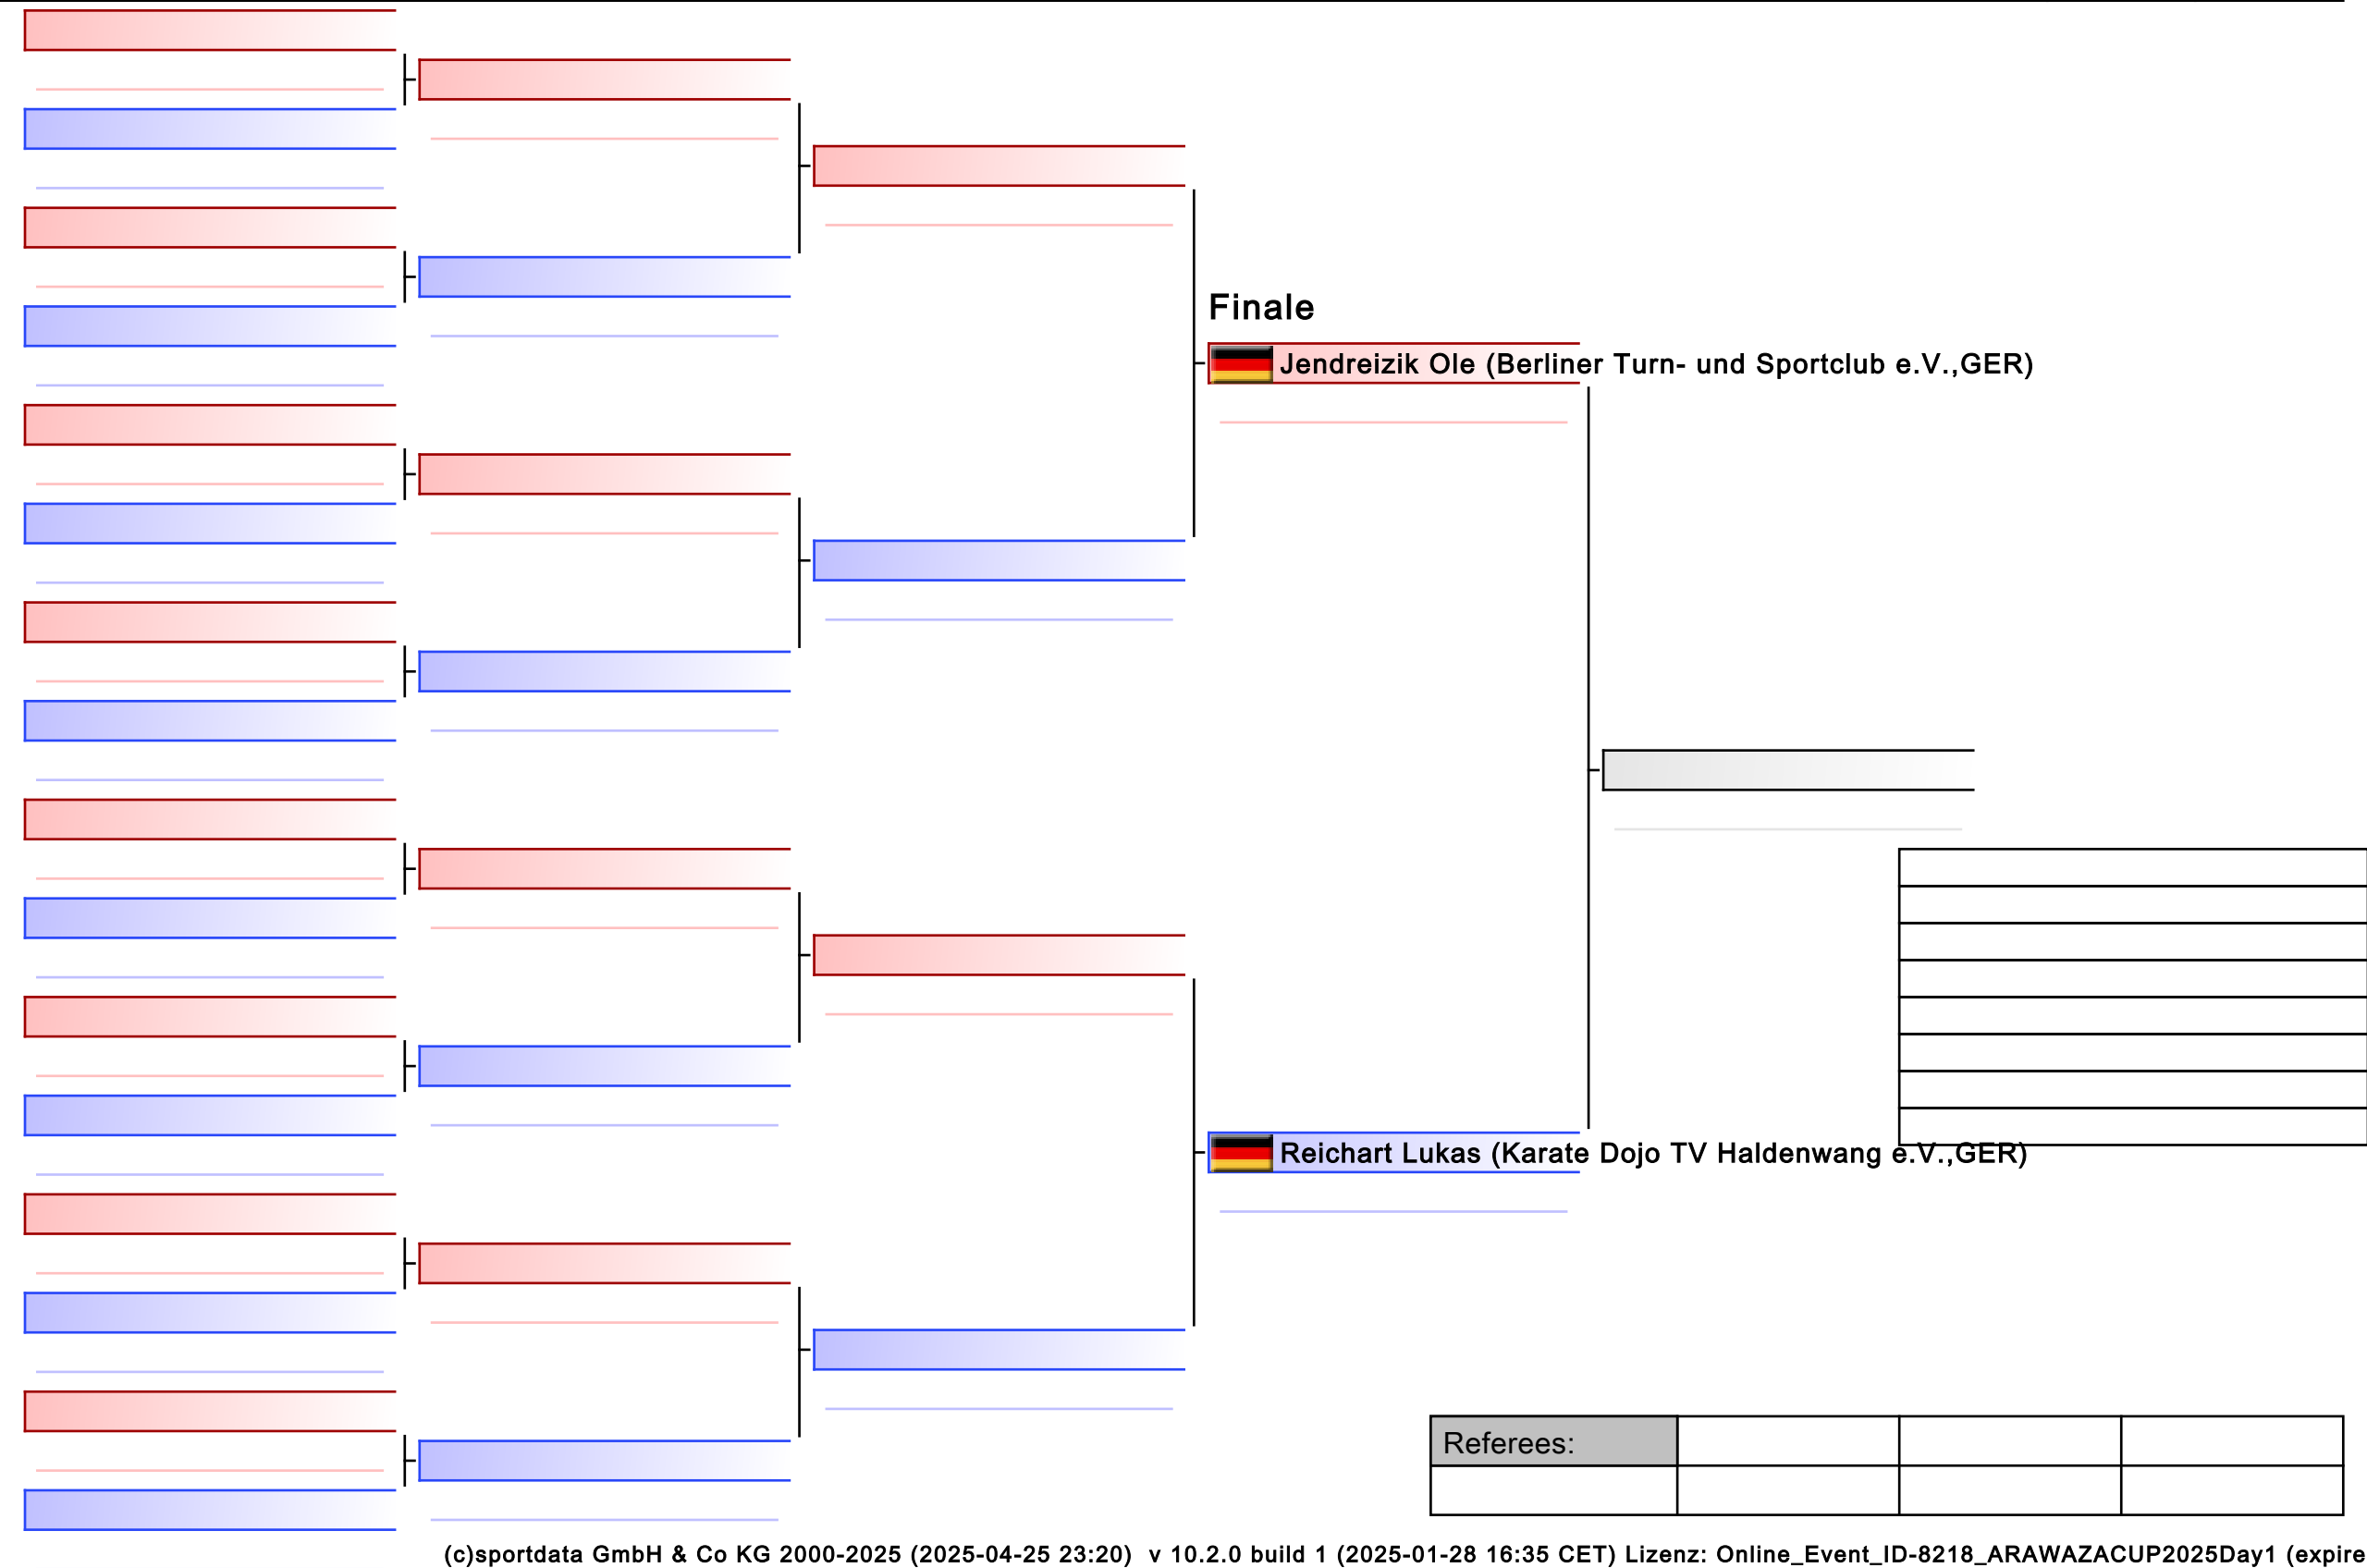 Finale
Jendreizik Ole (Berliner Turn- und Sportclub e.V.,GER)
Reichart Lukas (Karate Dojo TV Haldenwang e.V.,GER)
Referees:
(c)sportdata GmbH & Co KG 2000-2025 (2025-04-25 23:20) v 10.2.0 build 1 (2025-01-28 16:35 CET) Lizenz: Online_Event_ID-8218_ARAWAZACUP2025Day1 (expire